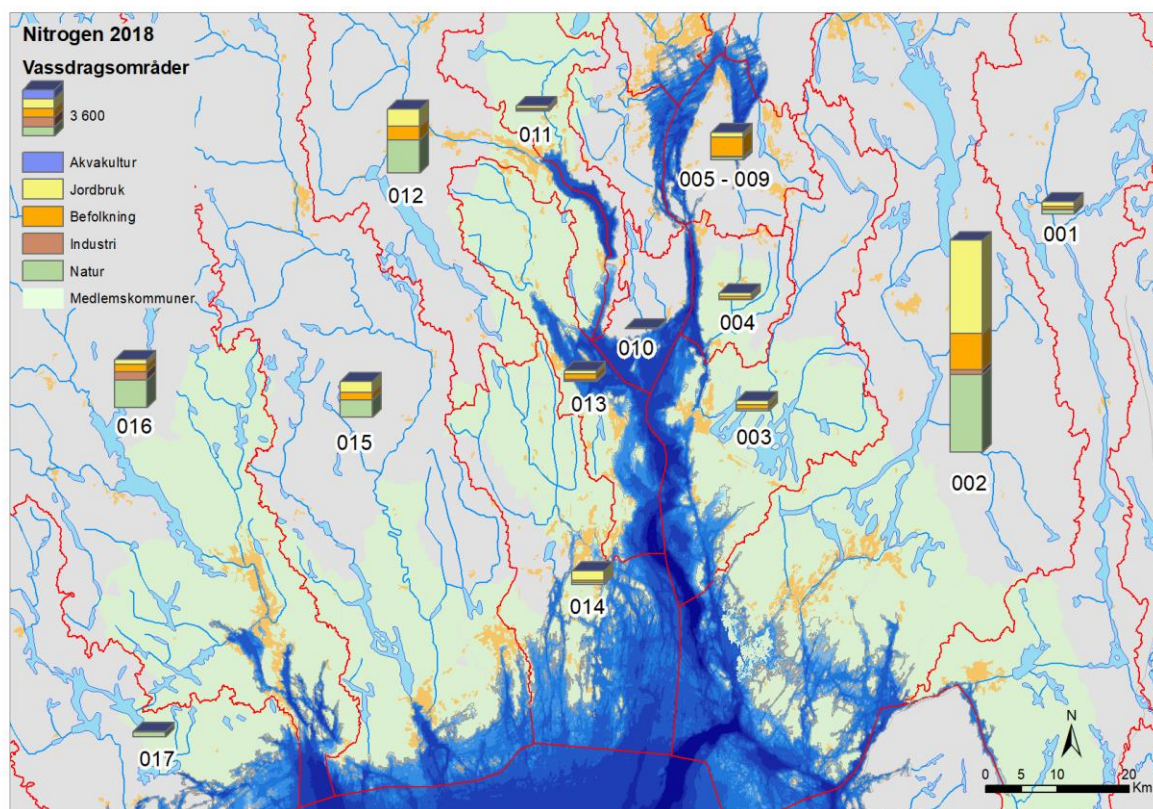 Nitrogen 2018
Vassdragsområder
3 600
Akvakultur
Jordbruk
Befolkning
Industri
Natur
Medlemskommuner
012
011
005 - 009
001
004
010
013
003
002
016
015
014
017
N
0 5 10 20
Km